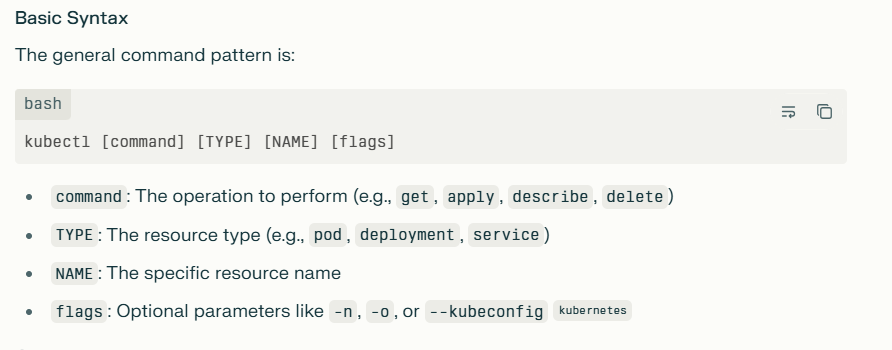 Basic Syntax
The general command pattern is:
bash
kubectl [command] [TYPE] [NAME] [flags]
command: The operation to perform (e.g., get, apply, describe, delete)
TYPE: The resource type (e.g., pod, deployment, service)
NAME: The specific resource name
flags: Optional parameters like -n, -o, or --kubeconfig kubernetes